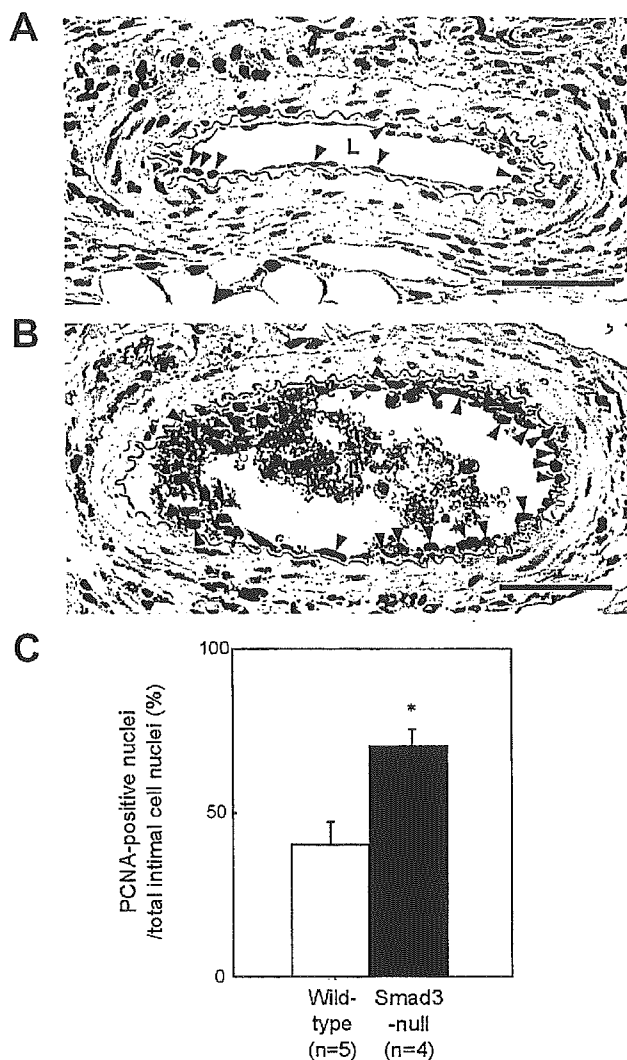 A
L
B
C
100
50
0
PCNA-positive nuclei
/total intimal cell nuclei (%)
*
Wild-
type
(n=5)
Smad3
-null
(n=4)